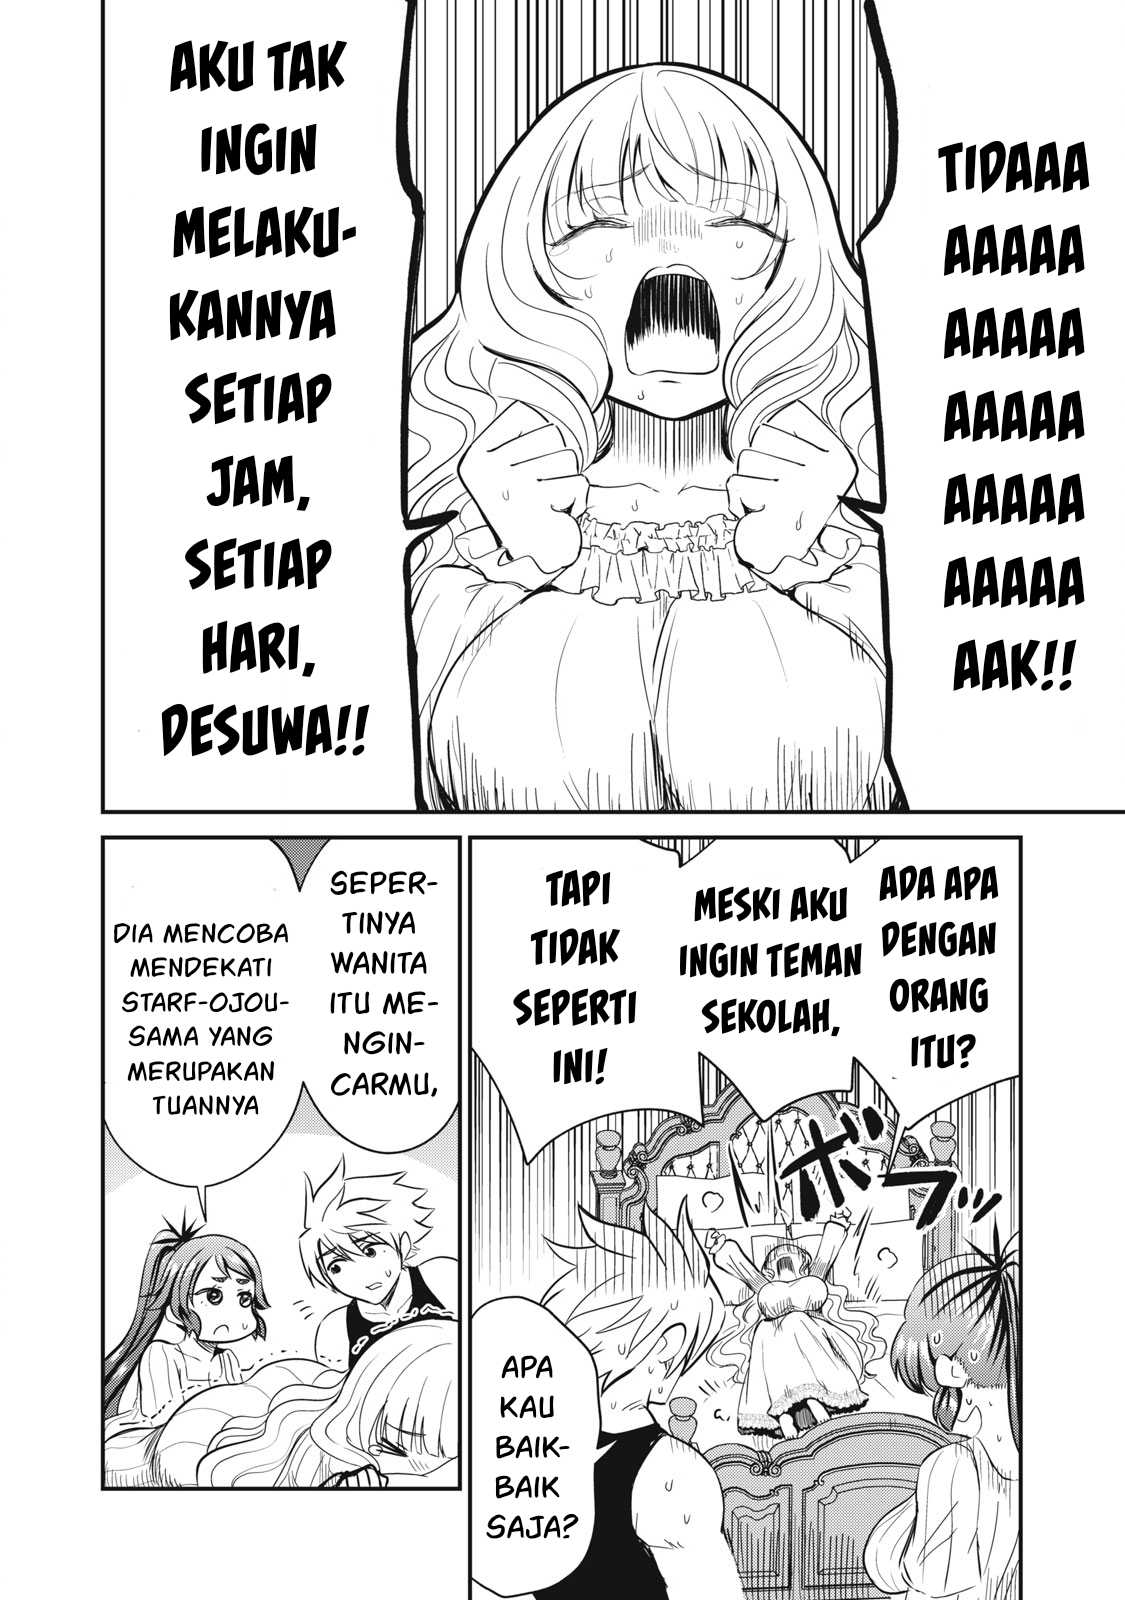 TIDAAA
AAAAA
AAAAA
AAAAA
AAAAA
AAAAA
AAK!!
AKU TAK
INGIN
MELAKU-
KANNYA
SETIAP
JAM,
SETIAP
HARI,
DESUWA!!
ADA APA
DENGAN
ORANG
ITU?
MESKI AKU
INGIN TEMAN
SEKOLAH,
TAPI
TIDAK
SEPERTI
INI!
ボフッ
APA
KAU
BAIK-
BAIK
SAJA?
SEPER-
TINYA
WANITA
ITU ME-
NGIN-
CARMU,
DIA MENCOBA
MENDEKATI
STARF-OJOU-
SAMA YANG
MERUPAKAN
TUANNYA